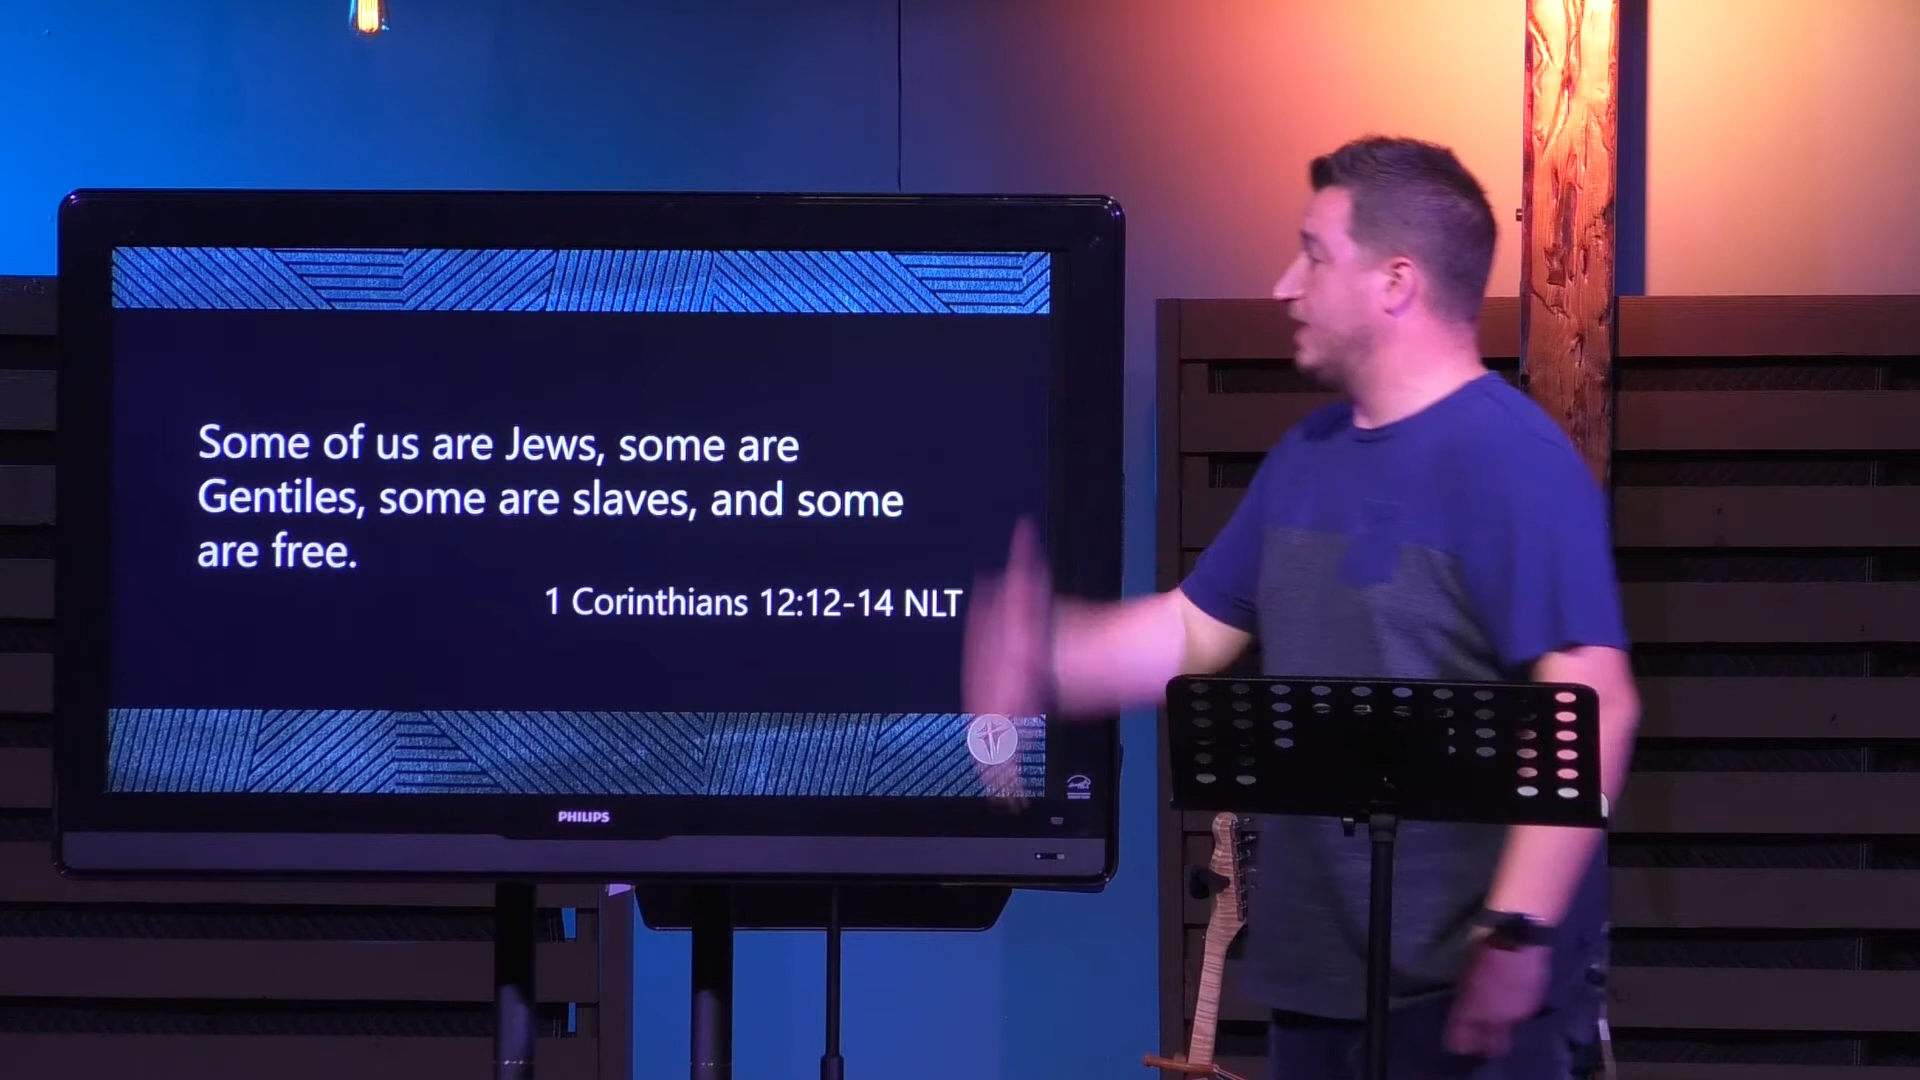 Some of us are Jews, some are
Gentiles, some are slaves, and some
are free.
1 Corinthians 12:12-14 NLT
PHILIPS